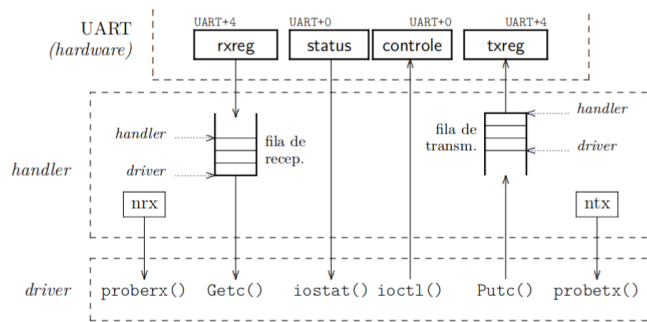 UART
(hardware)
UART+4 UART+0 UART+0 UART+4
rxreg status controle txreg
handler
handler
driver
fila de
recep.
fila de
transm.
handler
driver
nrx
ntx
driver
proberx() Getc() iostat() ioctl() Putc() probetx()